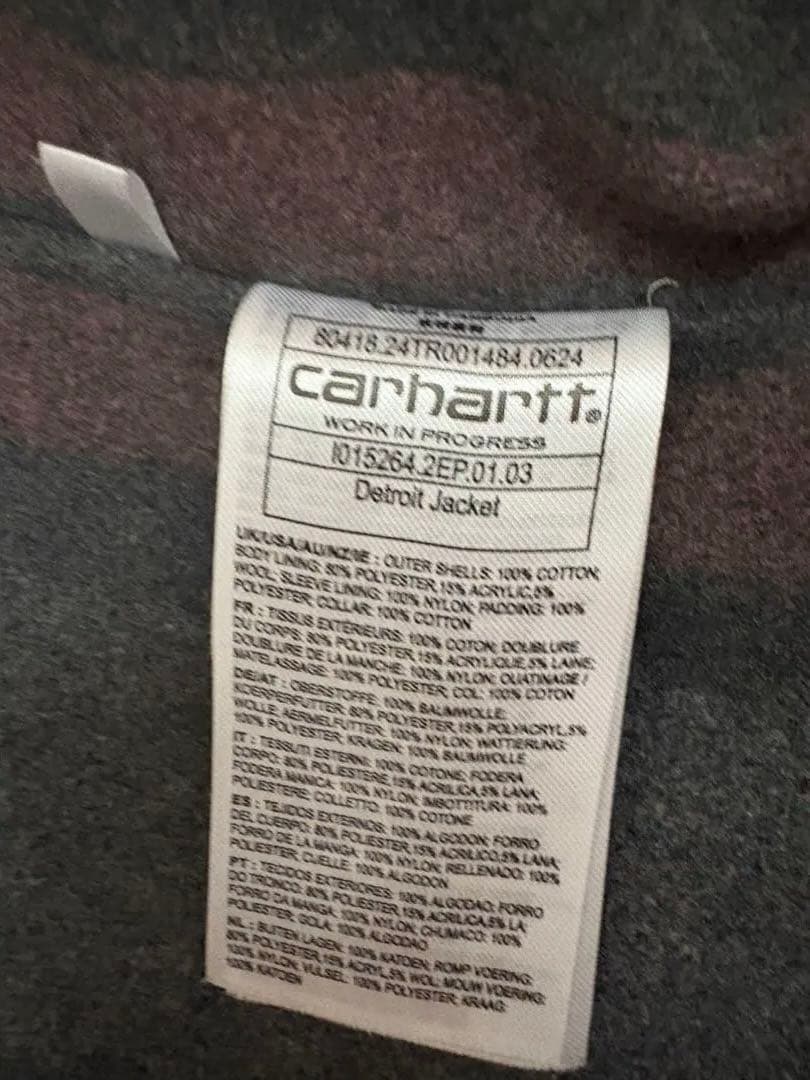 80418.24TR001484.0624
carhartt®
WORK IN PROGRESS
I015264.2EP.01.03
Detroit Jacket
UK/USA/AU/NZ/IE : OUTER SHELLS: 100% COTTON;
BODY LINING: 80% POLYESTER,15% ACRYLIC,5%
WOOL; SLEEVE LINING: 100% NYLON; PADDING: 100%
POLYESTER; COLLAR: 100% COTTON
FR : TISSUS EXTÉRIEURS: 100% COTON; DOUBLURE
DU CORPS: 80% POLYESTER,15% ACRYLIQUE,5% LAINE;
DOUBLURE DE LA MANCHE: 100% NYLON; OUATINAGE /
MATELASSAGE: 100% POLYESTER; COL: 100% COTON
DE/AT : OBERSTOFFE: 100% BAUMWOLLE;
KOERPERFUTTER: 80% POLYESTER,15% POLYACRYL,5%
WOLLE; AERMELFUTTER: 100% NYLON; WATTIERUNG:
100% POLYESTER; KRAGEN: 100% BAUMWOLLE
IT : TESSUTI ESTERNI: 100% COTONE; FODERA
CORPO: 80% POLIESTERE,15% ACRILICA,5% LANA;
FODERA MANICA: 100% NYLON; IMBOTTITURA: 100%
POLIESTERE; COLLETTO: 100% COTONE
ES : TEJIDOS EXTERNOS: 100% ALGODON; FORRO
DEL CUERPO: 80% POLIESTER,15% ACRILICO,5% LANA;
FORRO DE LA MANGA: 100% NYLON; RELLENADO: 100%
POLIESTER; CUELLE: 100% ALGODON
PT : TECIDOS EXTERIORES: 100% ALGODAO; FORRO
DO TRONCO: 80% POLIESTER,15% ACRILICA,5% LA;
FORRO DA MANGA: 100% NYLON; CHUMACO: 100%
POLIESTER; GOLA: 100% ALGODAO
NL : BUITEN LAGEN: 100% KATOEN; ROMP VOERING:
80% POLYESTER,15% ACRYL,5% WOL; MOUW VOERING:
100% NYLON; VULSEL: 100% POLYESTER; KRAAG:
100% KATOEN